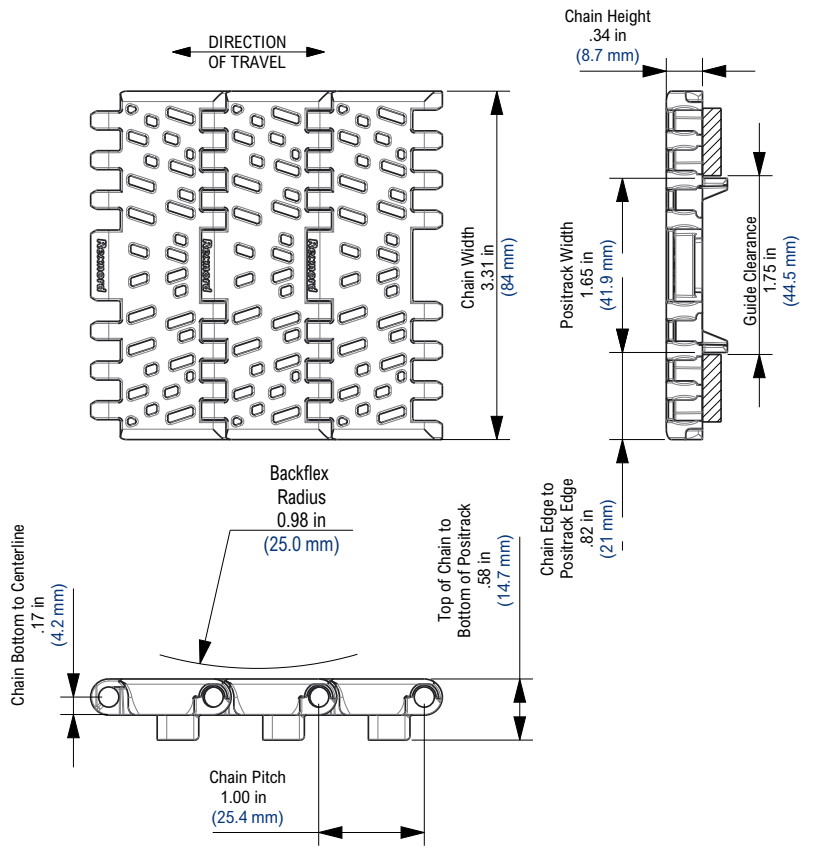 Chain Height
.34 in
(8.7 mm)
DIRECTION
OF TRAVEL
Rexnord
Rexnord
Rexnord
Chain Width
3.31 in
(84 mm)
Positrack Width
1.65 in
(41.9 mm)
Guide Clearance
1.75 in
(44.5 mm)
Chain Edge to
Positrack Edge
.82 in
(21 mm)
Backflex
Radius
0.98 in
(25.0 mm)
Top of Chain to
Bottom of Positrack
.58 in
(14.7 mm)
Chain Bottom to Centerline
.17 in
(4.2 mm)
Chain Pitch
1.00 in
(25.4 mm)